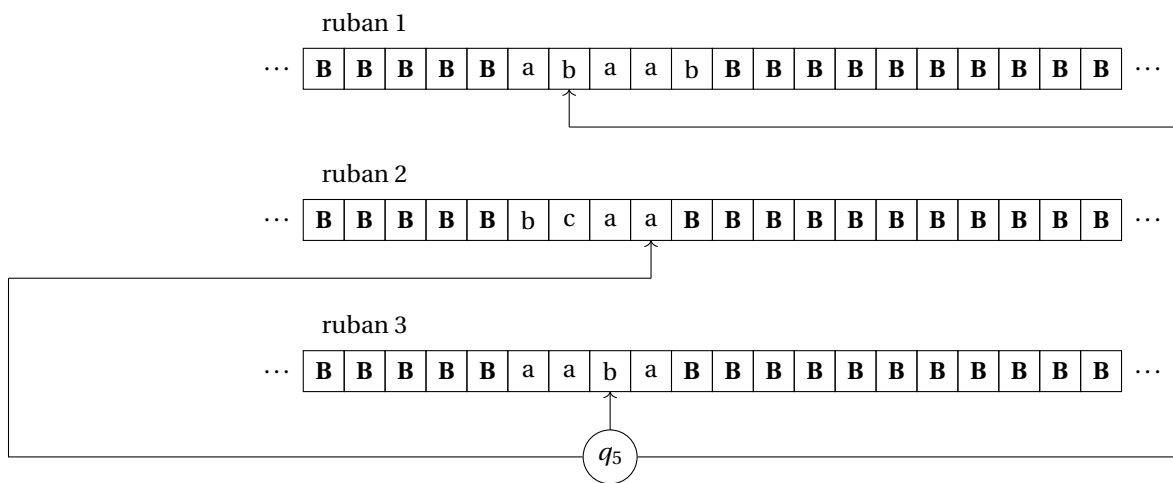 ruban 1
··· B B B B B a b a a b B B B B B B B B B B ···
ruban 2
··· B B B B B b c a a B B B B B B B B B B B ···
ruban 3
··· B B B B B a a b a B B B B B B B B B B B ···
q₅